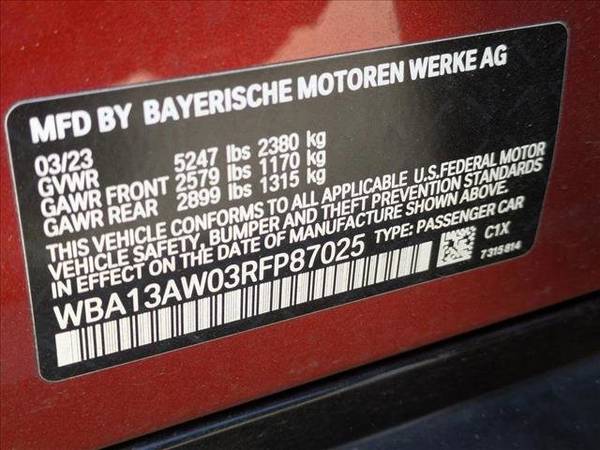 MFD BY BAYERISCHE MOTOREN WERKE AG
03/23
GVWR 5247 lbs 2380 kg
GAWR FRONT 2579 lbs 1170 kg
GAWR REAR 2899 lbs 1315 kg
THIS VEHICLE CONFORMS TO ALL APPLICABLE U.S.FEDERAL MOTOR
VEHICLE SAFETY, BUMPER AND THEFT PREVENTION STANDARDS
IN EFFECT ON THE DATE OF MANUFACTURE SHOWN ABOVE.
WBA13AW03RFP87025 TYPE: PASSENGER CAR
C1X
7315814